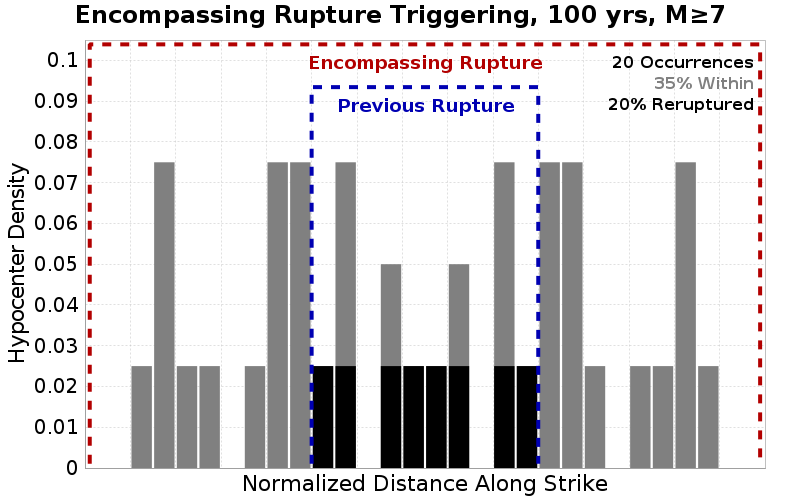 Encompassing Rupture Triggering, 100 yrs, M≥7
Encompassing Rupture
Previous Rupture
20 Occurrences
35% Within
20% Reruptured
Hypocenter Density
0.1
0.09
0.08
0.07
0.06
0.05
0.04
0.03
0.02
0.01
0
Normalized Distance Along Strike